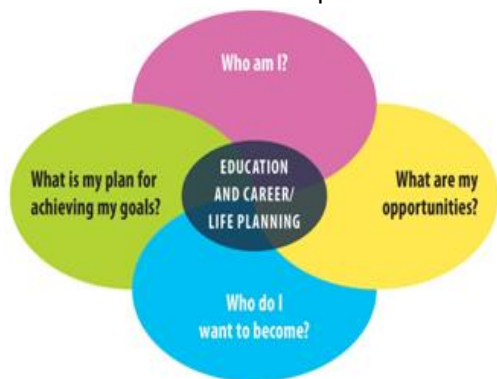 Who am I?
EDUCATION
AND CAREER/
LIFE PLANNING
What is my plan for
achieving my goals?
What are my
opportunities?
Who do I
want to become?